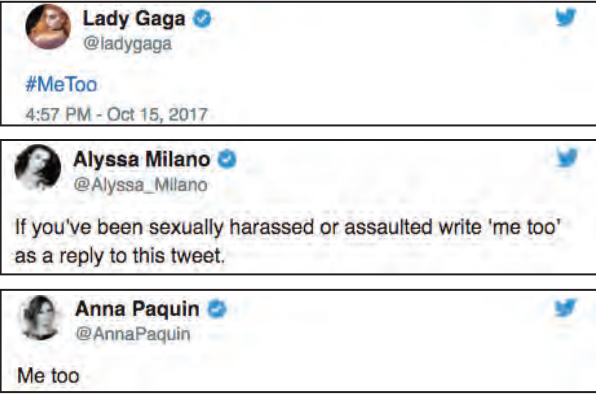 Lady Gaga
@ladygaga
#MeToo
4:57 PM - Oct 15, 2017
Alyssa Milano
@Alyssa_Milano
If you've been sexually harassed or assaulted write 'me too'
as a reply to this tweet.
Anna Paquin
@AnnaPaquin
Me too